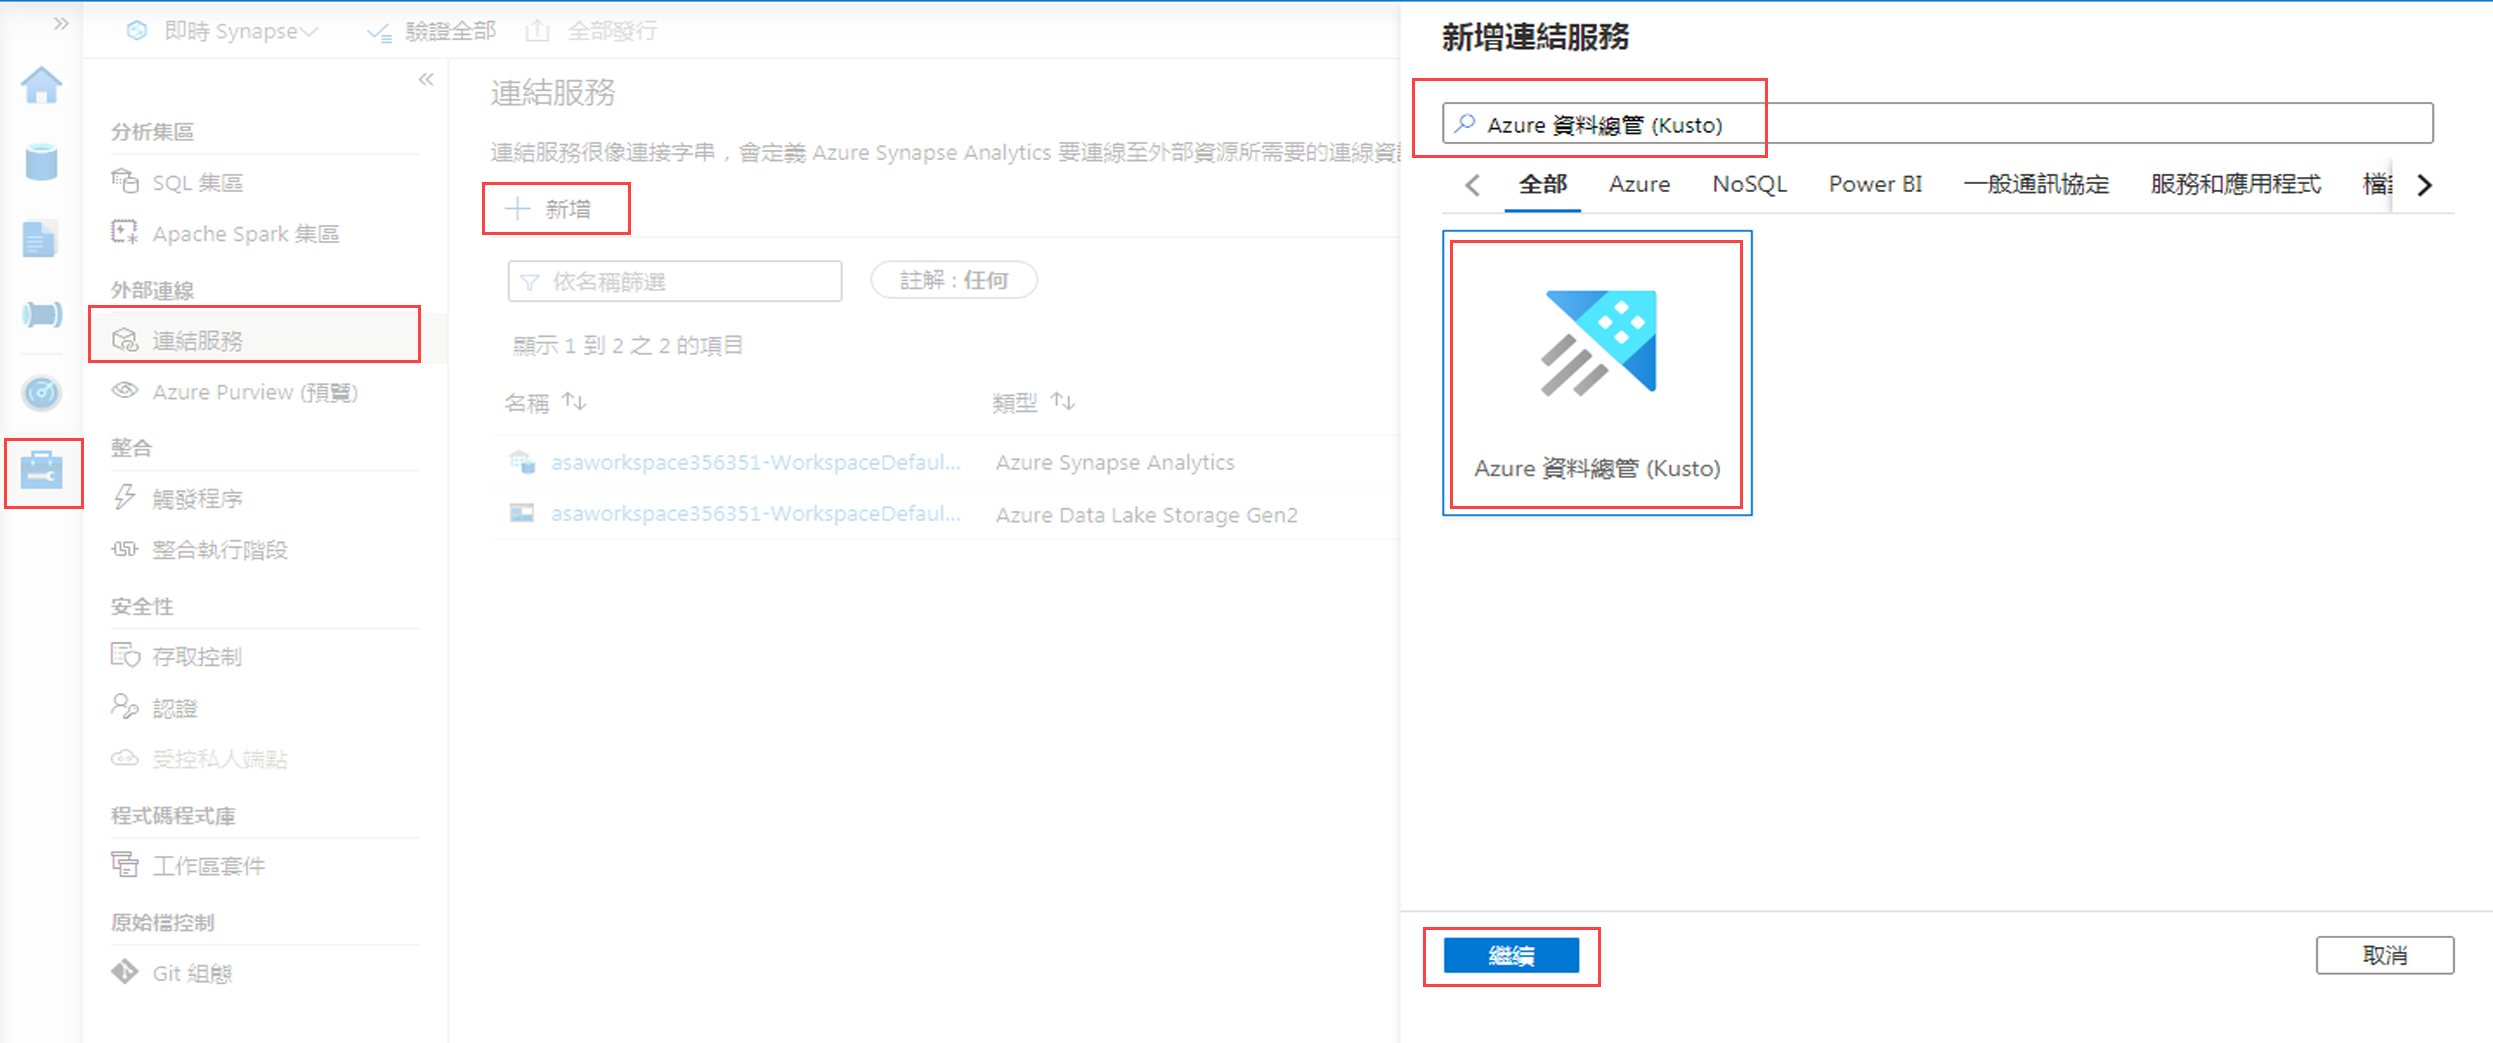 即時 Synapse
驗證全部
全部發行
分析集區
SQL 集區
Apache Spark 集區
外部連線
連結服務
Azure Purview (預覽)
整合
觸發程序
整合執行階段
安全性
存取控制
認證
受控私人端點
程式碼程式庫
工作區套件
原始檔控制
Git 組態
連結服務
連結服務很像連接字串，會定義 Azure Synapse Analytics 要連線至外部資源所需要的連線資
新增
依名稱篩選
註解 : 任何
顯示 1 到 2 之 2 的項目
名稱 類型
asaworkspace356351-WorkspaceDefaul... Azure Synapse Analytics
asaworkspace356351-WorkspaceDefaul... Azure Data Lake Storage Gen2
新增連結服務
Azure 資料總管 (Kusto)
全部 Azure NoSQL Power BI 一般通訊協定 服務和應用程式 檔
Azure 資料總管 (Kusto)
繼續
取消